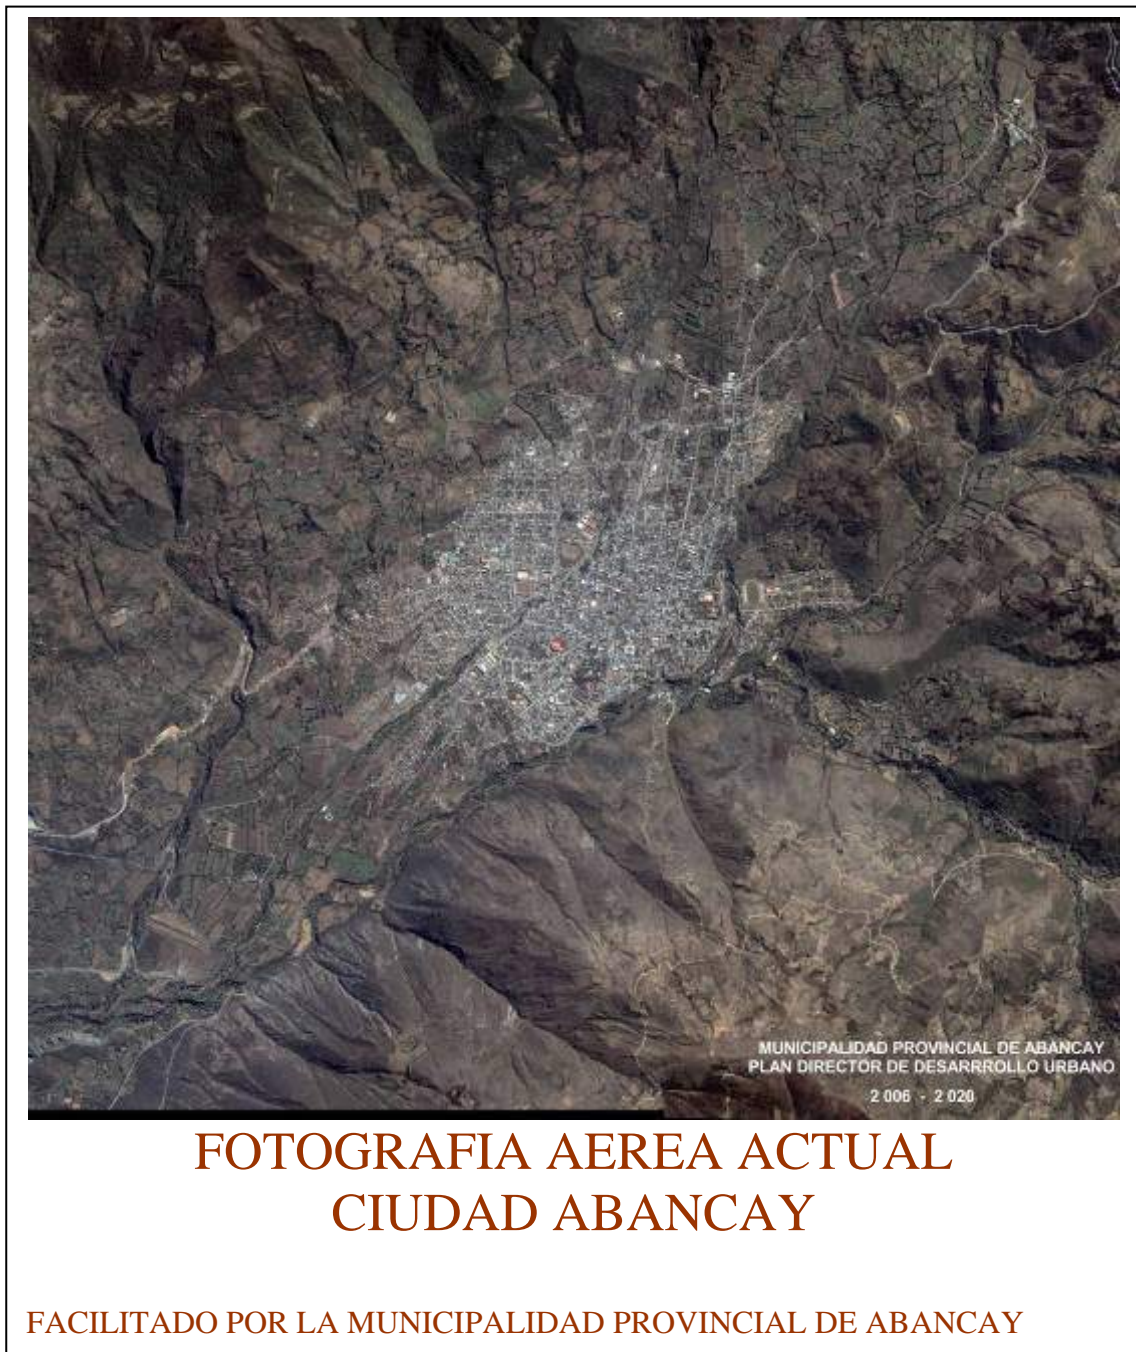 MUNICIPALIDAD PROVINCIAL DE ABANCAY
PLAN DIRECTOR DE DESARRROLLO URBANO
2 006 - 2 020
FOTOGRAFIA AEREA ACTUAL
CIUDAD ABANCAY
FACILITADO POR LA MUNICIPALIDAD PROVINCIAL DE ABANCAY